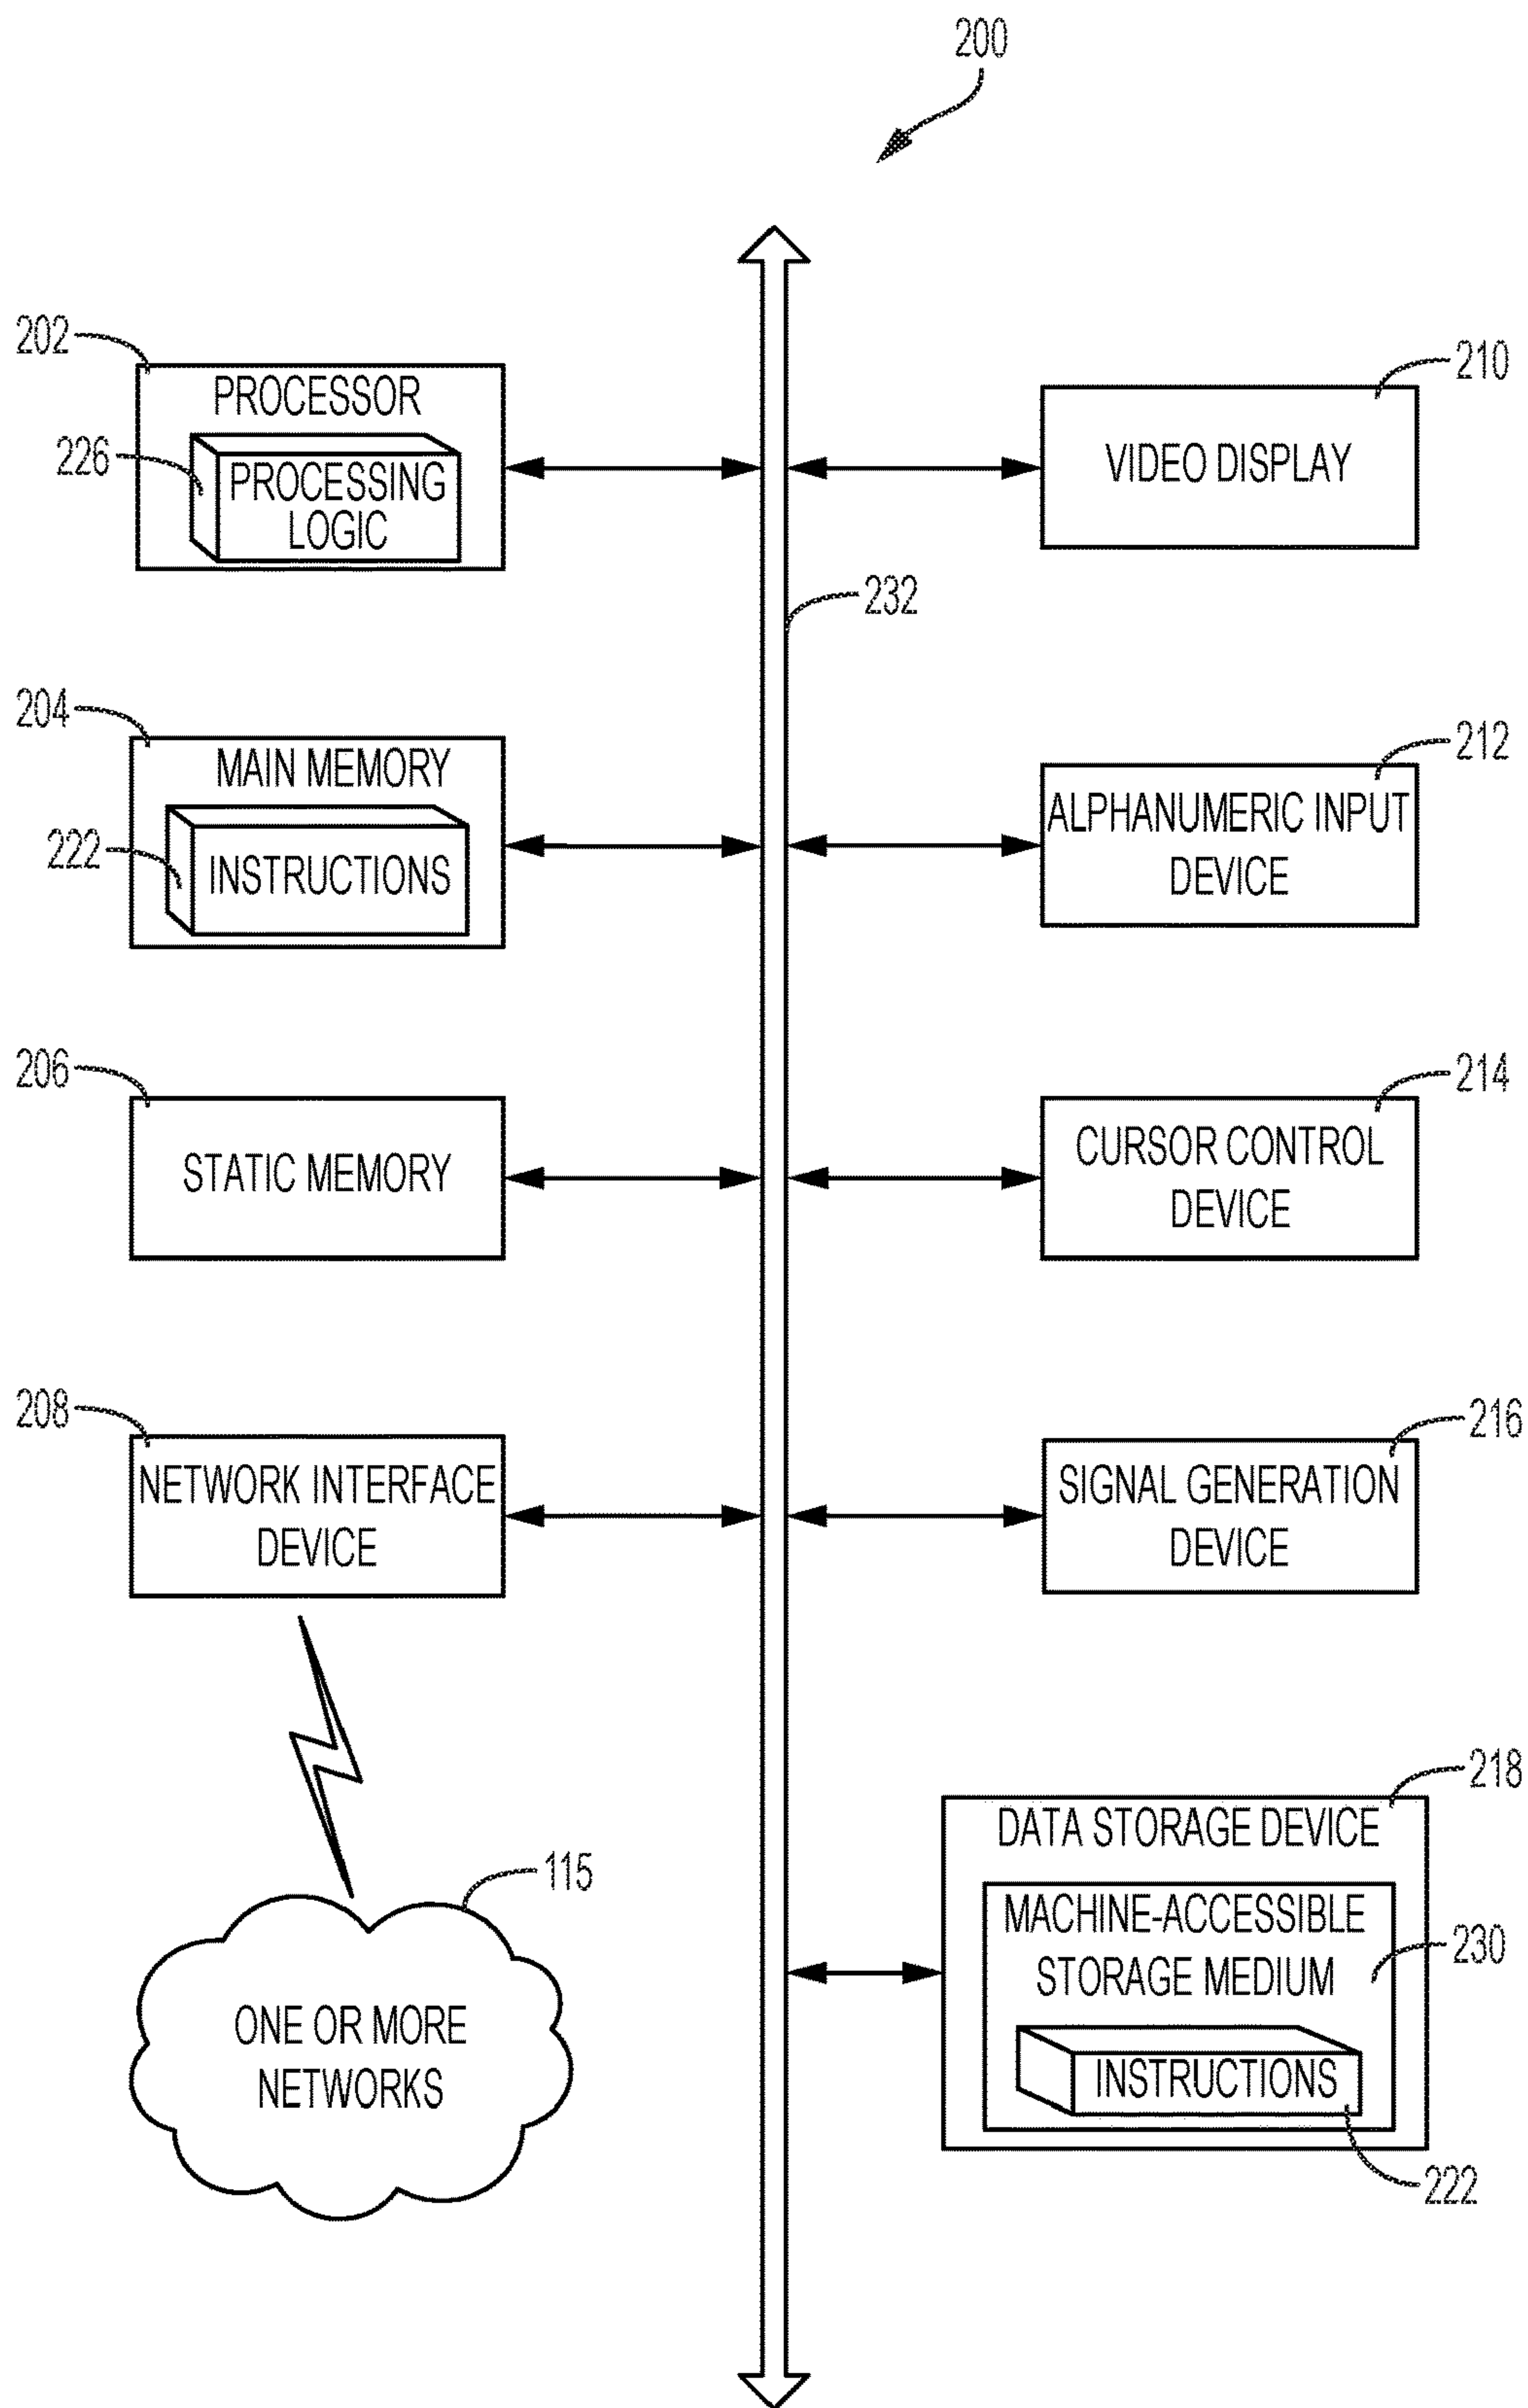 200
202
PROCESSOR
226
PROCESSING
LOGIC
210
VIDEO DISPLAY
232
204
MAIN MEMORY
222
INSTRUCTIONS
212
ALPHANUMERIC INPUT
DEVICE
206
STATIC MEMORY
214
CURSOR CONTROL
DEVICE
208
NETWORK INTERFACE
DEVICE
216
SIGNAL GENERATION
DEVICE
115
ONE OR MORE
NETWORKS
218
DATA STORAGE DEVICE
MACHINE-ACCESSIBLE
STORAGE MEDIUM
230
INSTRUCTIONS
222